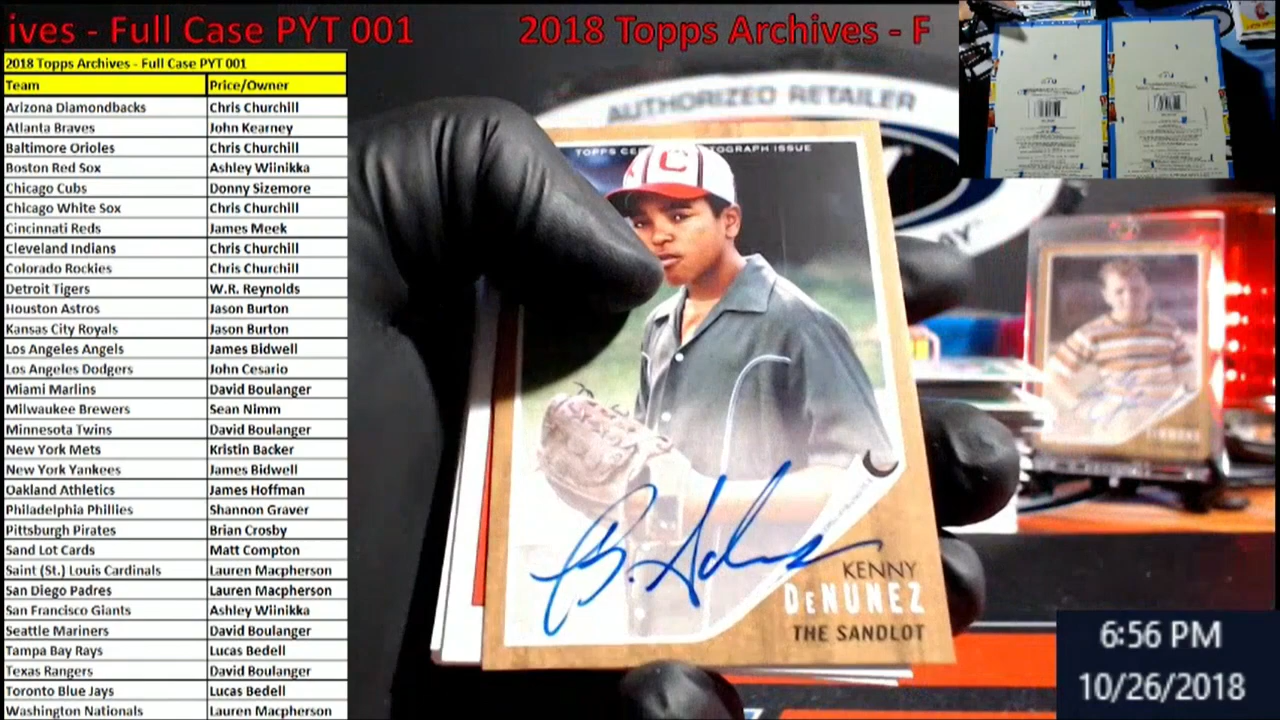 ives - Full Case PYT 001
2018 Topps Archives - F
2018 Topps Archives - Full Case PYT 001
Team Price/Owner
Arizona Diamondbacks Chris Churchill
Atlanta Braves John Kearney
Baltimore Orioles Chris Churchill
Boston Red Sox Ashley Wiinikka
Chicago Cubs Donny Sizemore
Chicago White Sox Chris Churchill
Cincinnati Reds James Meek
Cleveland Indians Chris Churchill
Colorado Rockies Chris Churchill
Detroit Tigers W.R. Reynolds
Houston Astros Jason Burton
Kansas City Royals Jason Burton
Los Angeles Angels James Bidwell
Los Angeles Dodgers John Cesario
Miami Marlins David Boulanger
Milwaukee Brewers Sean Nimm
Minnesota Twins David Boulanger
New York Mets Kristin Backer
New York Yankees James Bidwell
Oakland Athletics James Hoffman
Philadelphia Phillies Shannon Graver
Pittsburgh Pirates Brian Crosby
Sand Lot Cards Matt Compton
Saint (St.) Louis Cardinals Lauren Macpherson
San Diego Padres Lauren Macpherson
San Francisco Giants Ashley Wiinikka
Seattle Mariners David Boulanger
Tampa Bay Rays Lucas Bedell
Texas Rangers David Boulanger
Toronto Blue Jays Lucas Bedell
Washington Nationals Lauren Macpherson
AUTHORIZED RETAILER
TOPPS CE TOGRAPH ISSUE
C
KENNY
DeNUNEZ
THE SANDLOT
6:56 PM
10/26/2018